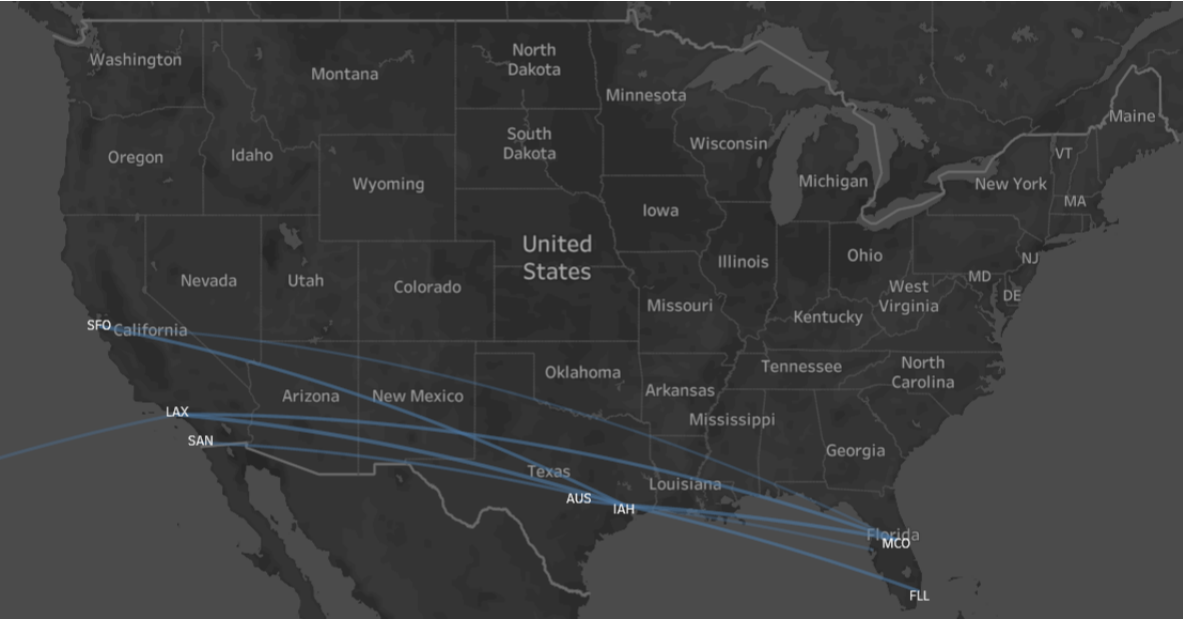 North
Dakota
Washington
Montana
Minnesota
Maine
South
Dakota
Wisconsin
VT
Oregon
Idaho
Wyoming
Michigan
New York
MA
Iowa
United
States
Ohio
NJ
Illinois
MD
Nevada
Utah
Colorado
West
Virginia
DE
Missouri
Kentucky
SFO
California
Tennessee
North
Carolina
Oklahoma
Arkansas
Arizona
New Mexico
LAX
Mississippi
SAN
Georgia
Texas
Louisiana
AUS
IAH
Florida
MCO
FLL